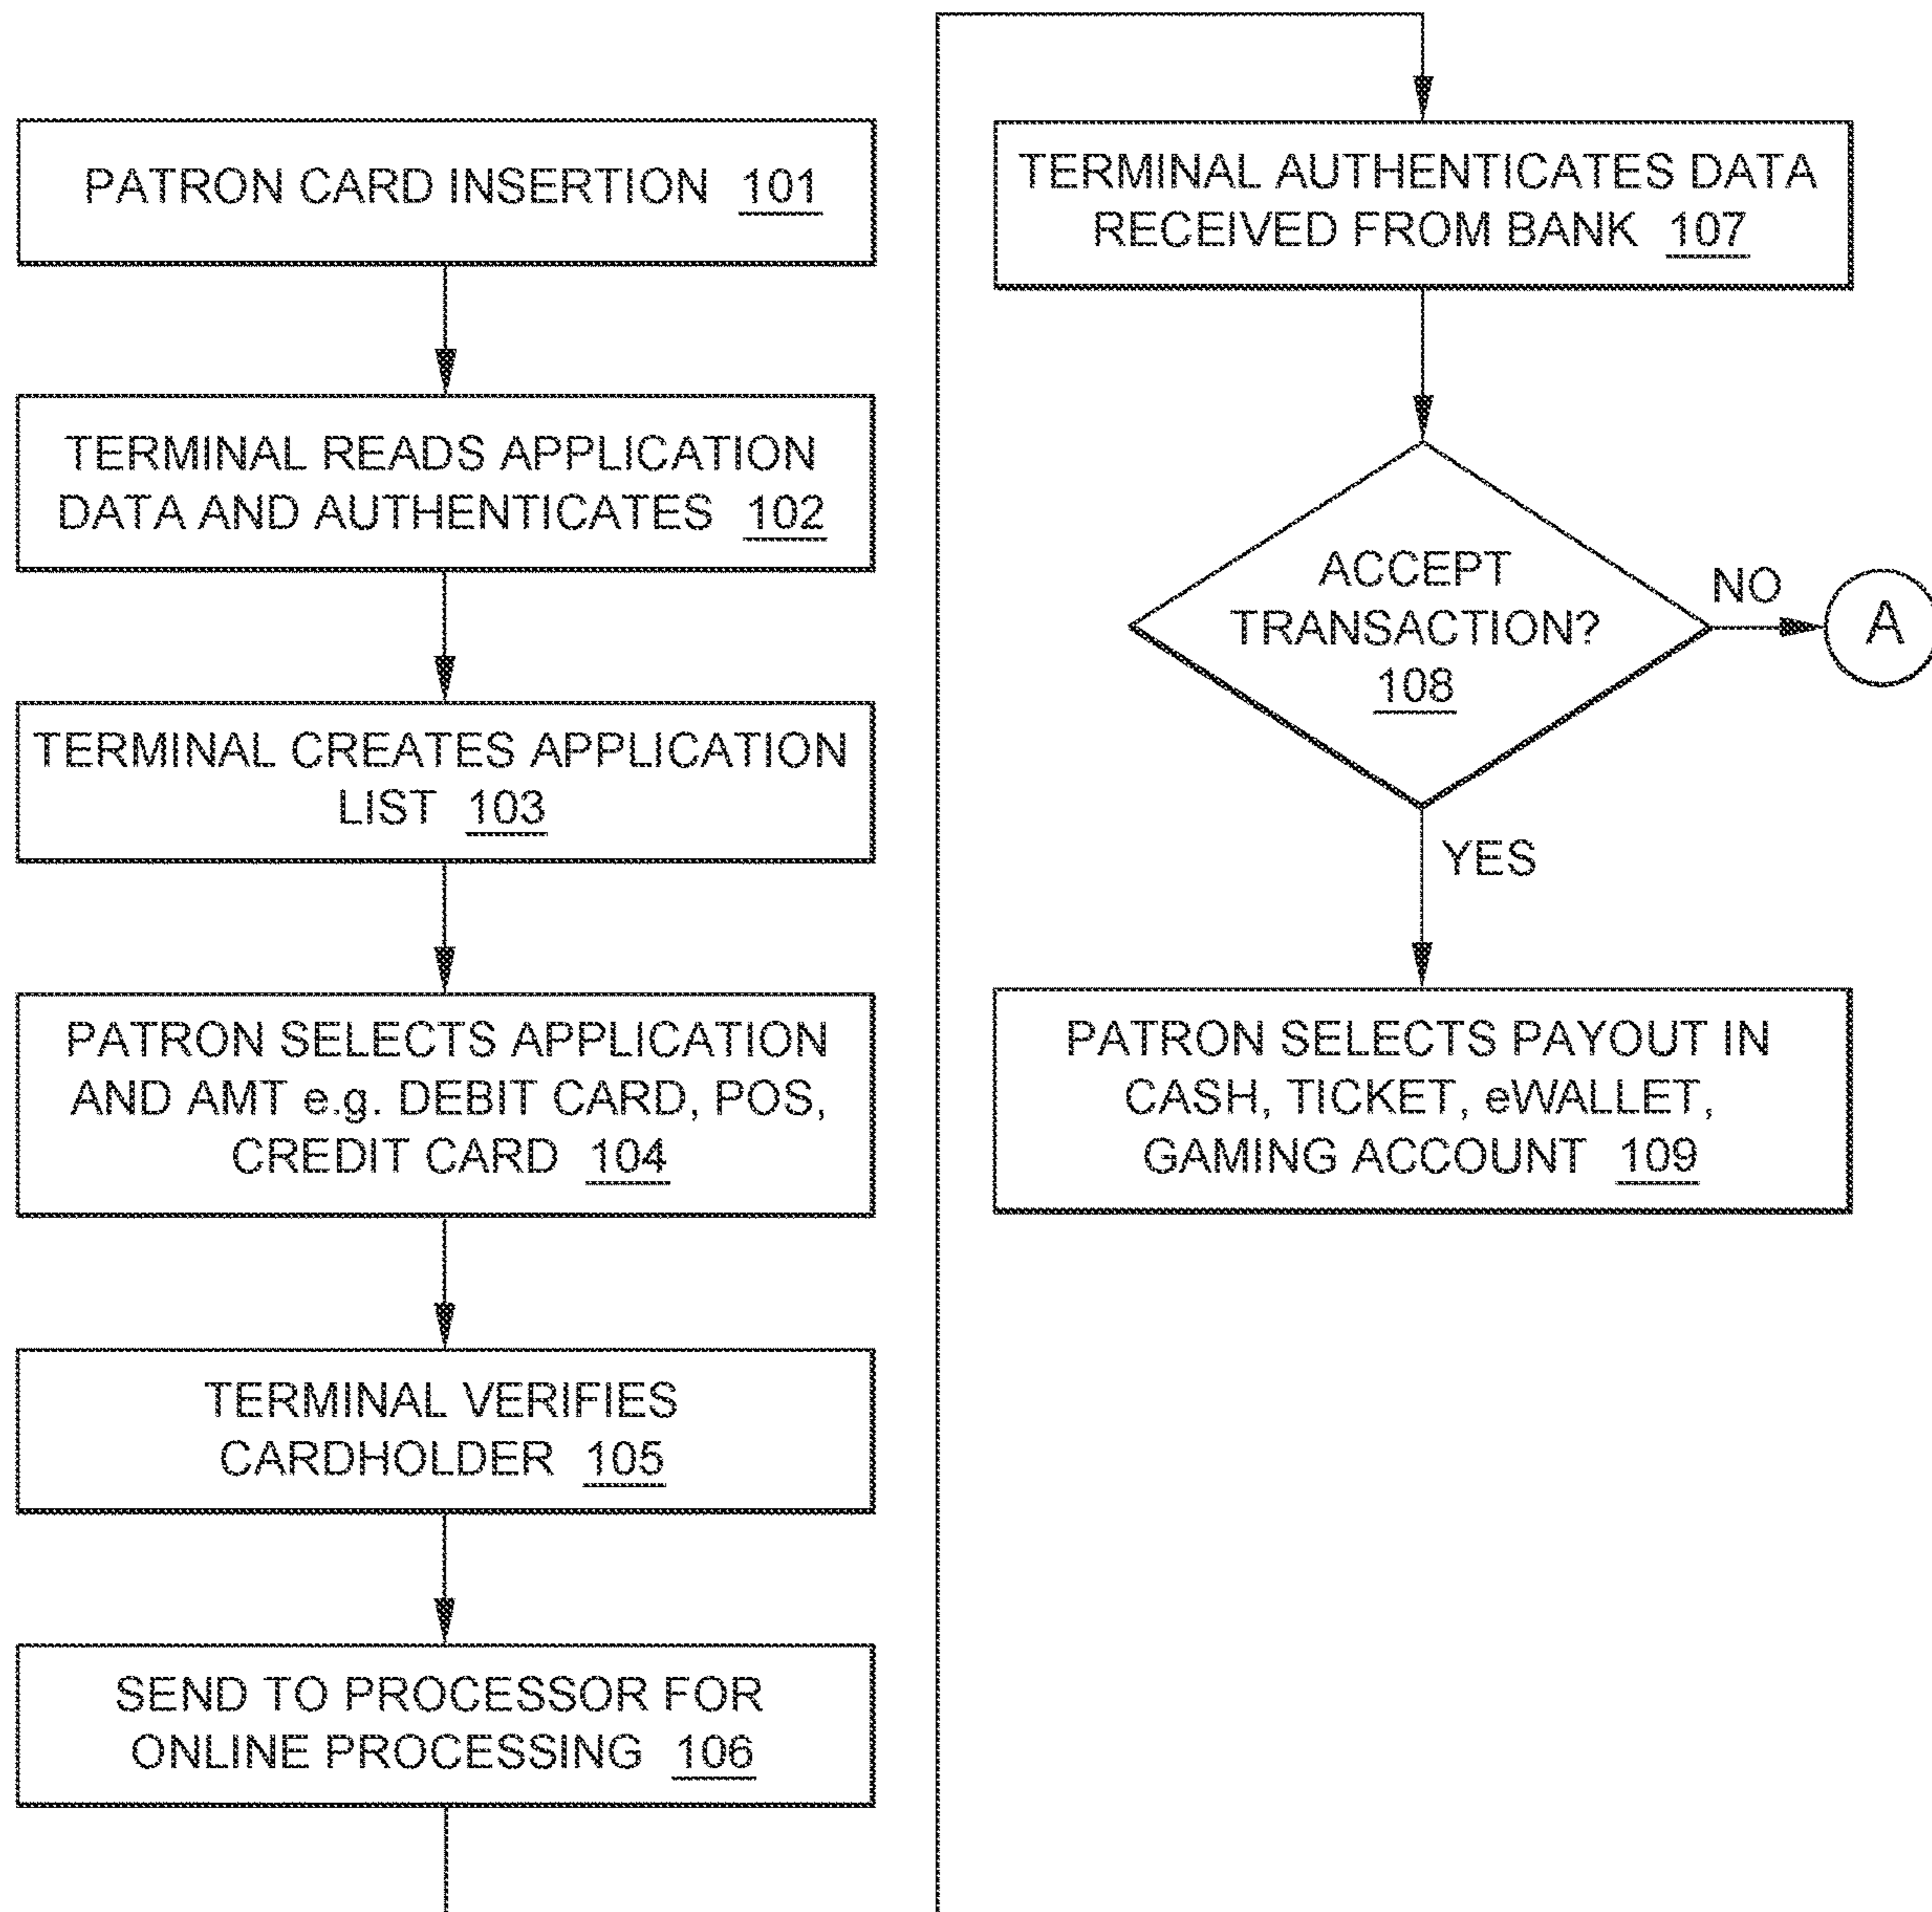 PATRON CARD INSERTION 101
TERMINAL READS APPLICATION
DATA AND AUTHENTICATES 102
TERMINAL CREATES APPLICATION
LIST 103
PATRON SELECTS APPLICATION
AND AMT e.g. DEBIT CARD, POS,
CREDIT CARD 104
TERMINAL VERIFIES
CARDHOLDER 105
SEND TO PROCESSOR FOR
ONLINE PROCESSING 106
TERMINAL AUTHENTICATES DATA
RECEIVED FROM BANK 107
ACCEPT
TRANSACTION?
108
NO
A
YES
PATRON SELECTS PAYOUT IN
CASH, TICKET, eWALLET,
GAMING ACCOUNT 109